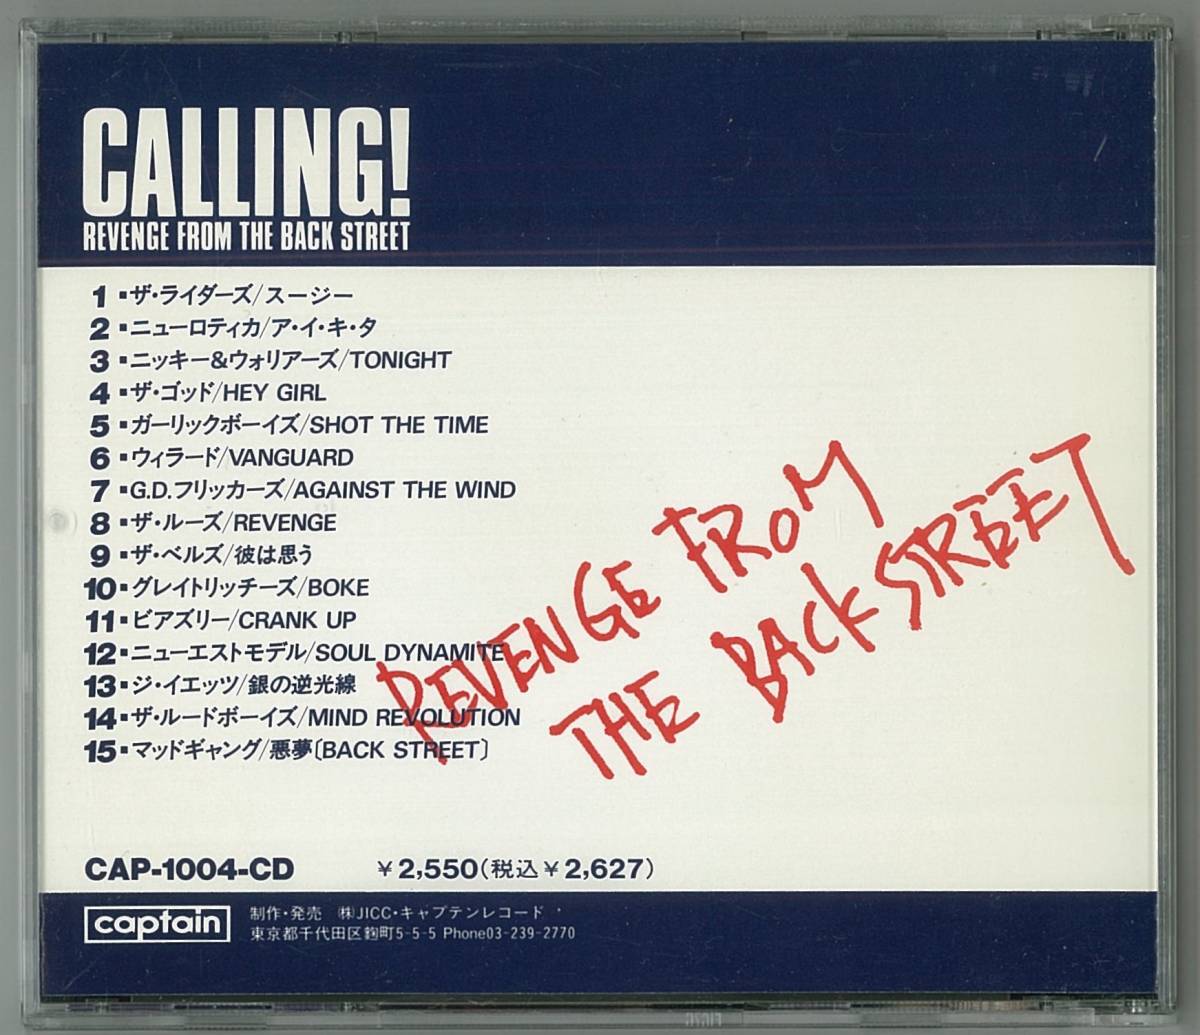 CALLING!
REVENGE FROM THE BACK STREET
1 ▪ ザ・ライダーズ/スージー
2 ▪ ニューロティカ/ア・イ・キ・タ
3 ▪ ニッキー&ウォリアーズ/TONIGHT
4 ▪ ザ・ゴッド/HEY GIRL
5 ▪ ガーリックボーイズ/SHOT THE TIME
6 ▪ ウィラード/VANGUARD
7 ▪ G.D.フリッカーズ/AGAINST THE WIND
8 ▪ ザ・ルーズ/REVENGE
9 ▪ ザ・ベルズ/彼は思う
10 ▪ グレイトリッチーズ/BOKE
11 ▪ ビアズリー/CRANK UP
12 ▪ ニューエストモデル/SOUL DYNAMITE
13 ▪ ジ・イエッツ/銀の逆光線
14 ▪ ザ・ルードボーイズ/MIND REVOLUTION
15 ▪ マッドギャング/悪夢〔BACK STREET〕
REVENGE FROM
THE BACK STREET
CAP-1004-CD ¥2,550(税込¥2,627)
captain
制作・発売 ㈱JICC・キャプテンレコード
東京都千代田区麹町5-5-5 Phone03-239-2770